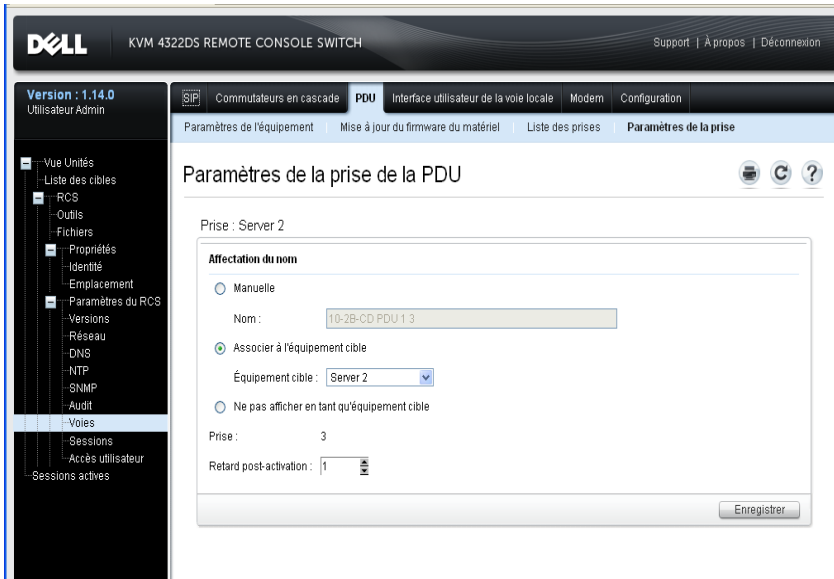 DELL
KVM 4322DS REMOTE CONSOLE SWITCH
Support | À propos | Déconnexion
Version : 1.14.0
Utilisateur Admin
SIP Commutateurs en cascade PDU Interface utilisateur de la voie locale Modem Configuration
Paramètres de l'équipement Mise à jour du firmware du matériel Liste des prises Paramètres de la prise
Vue Unités
Liste des cibles
RCS
Outils
Fichiers
Propriétés
Identité
Emplacement
Paramètres du RCS
Versions
Réseau
DNS
NTP
SNMP
Audit
Voies
Sessions
Accès utilisateur
Sessions actives
Paramètres de la prise de la PDU
?
Prise : Server 2
Affectation du nom
Manuelle
Nom : 10-2B-CD PDU 1 3
Associer à l'équipement cible
Équipement cible : Server 2
Ne pas afficher en tant qu'équipement cible
Prise : 3
Retard post-activation : 1
Enregistrer